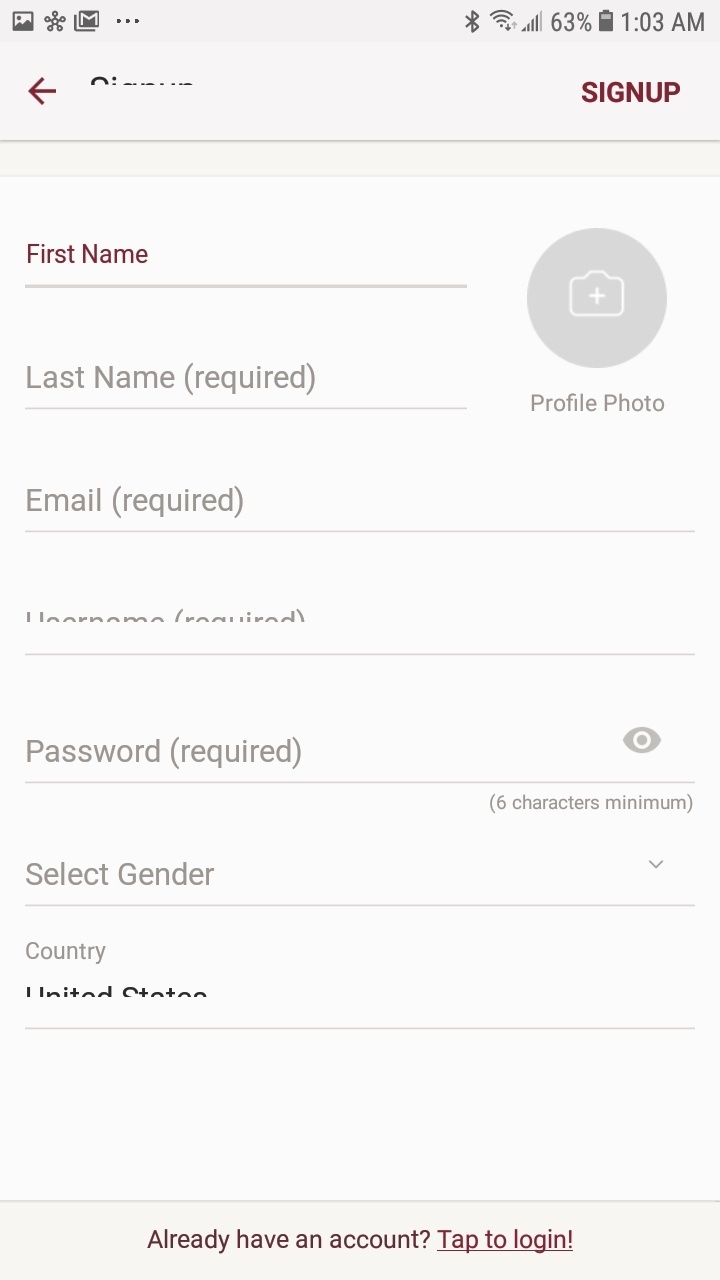 63% 1:03 AM
Signup SIGNUP
First Name
Last Name (required)
Profile Photo
Email (required)
Username (required)
Password (required)
(6 characters minimum)
Select Gender
Country
United States
Already have an account? Tap to login!